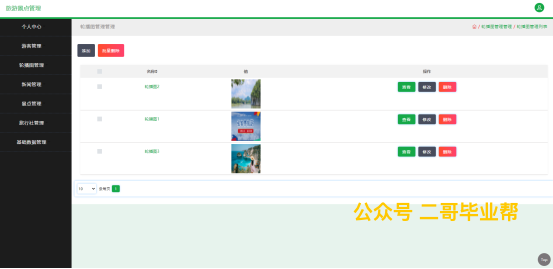 旅游景点管理
个人中心
轮播图管理管理
轮播图管理管理 / 轮播图管理列表
游客管理
添加 批量删除
轮播图管理
名称 值 操作
新闻管理
轮播图1 查看 修改 删除
景点管理
轮播图1 查看 修改 删除
旅行社管理
基础数据管理
轮播图1 查看 修改 删除
10 条每页 1
公众号 二哥毕业帮
Top